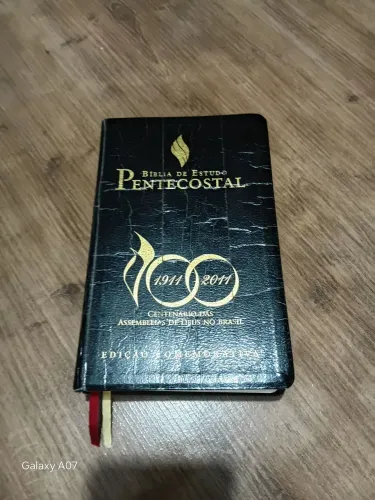 BÍBLIA DE ESTUDO
PENTECOSTAL
100
1911 2011
CENTENÁRIO DAS
ASSEMBLEIAS DE DEUS NO BRASIL
EDIÇÃO COMEMORATIVA
Galaxy A07